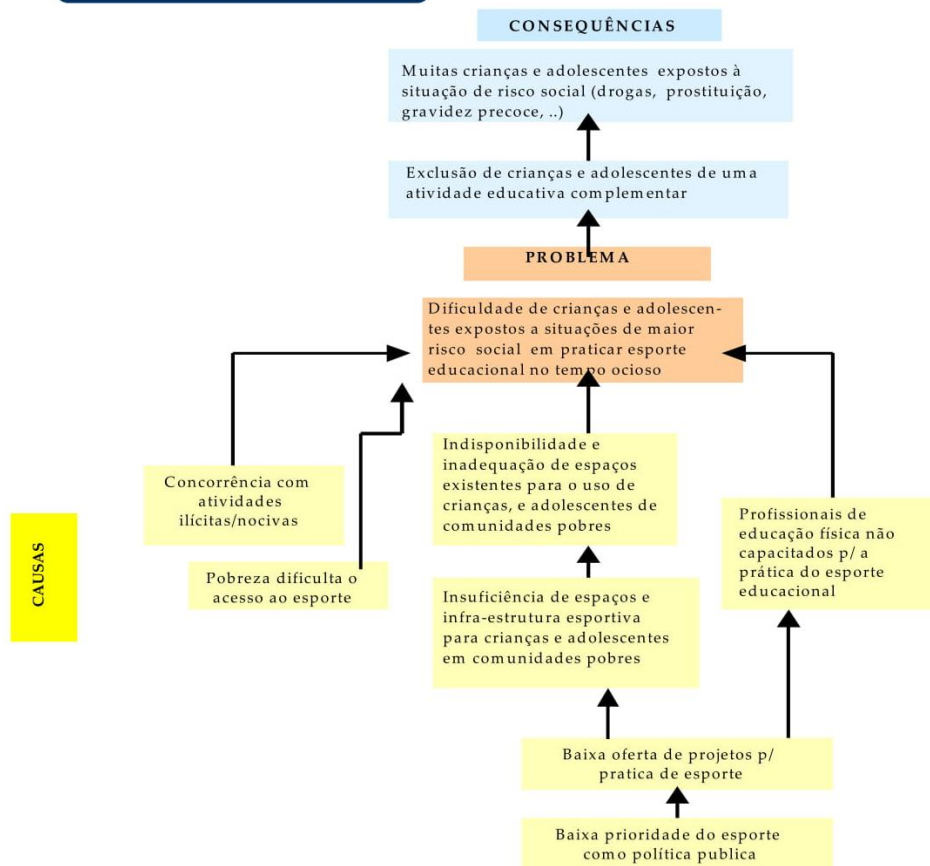 CONSEQUÊNCIAS
Muitas crianças e adolescentes expostos à
situação de risco social (drogas, prostituição,
gravidez precoce, ..)
Exclusão de crianças e adolescentes de uma
atividade educativa complementar
PROBLEMA
Dificuldade de crianças e adolescen-
tes expostos a situações de maior
risco social em praticar esporte
educacional no tempo ocioso
Concorrência com
atividades
ilícitas/nocivas
Pobreza dificulta o
acesso ao esporte
Indisponibilidade e
inadequação de espaços
existentes para o uso de
crianças, e adolescentes de
comunidades pobres
Insuficiência de espaços e
infra-estrutura esportiva
para crianças e adolescentes
em comunidades pobres
Profissionais de
educação física não
capacitados p/ a
prática do esporte
educacional
CAUSAS
Baixa oferta de projetos p/
pratica de esporte
Baixa prioridade do esporte
como política publica